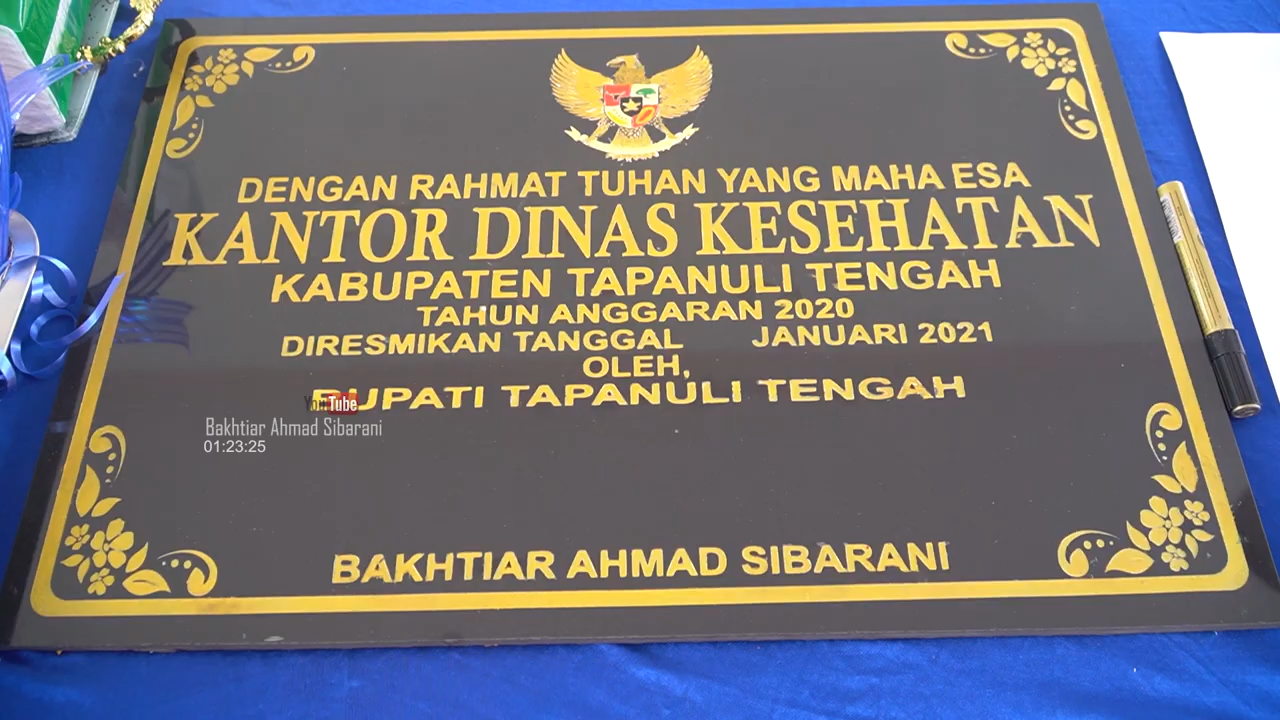 DENGAN RAHMAT TUHAN YANG MAHA ESA
KANTOR DINAS KESEHATAN
KABUPATEN TAPANULI TENGAH
TAHUN ANGGARAN 2020
DIRESMIKAN TANGGAL JANUARI 2021
OLEH,
BUPATI TAPANULI TENGAH
YouTube
Bakhtiar Ahmad Sibarani
01:23:25
BAKHTIAR AHMAD SIBARANI